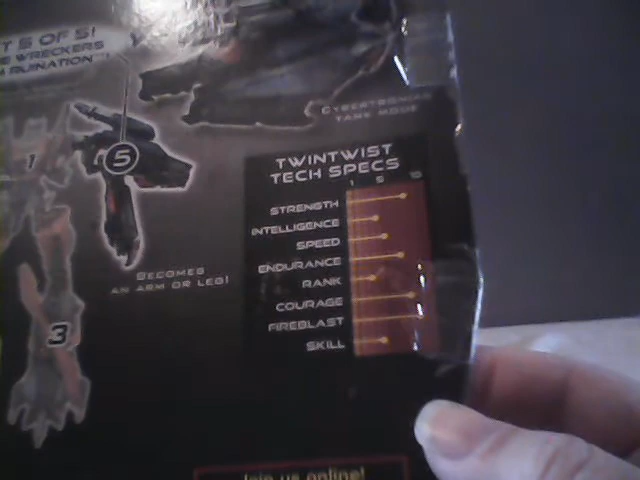 T 5 OF 5!
E WRECKERS
RUINATION
CYBERTRONIAN
TANK MODE
1
5
3
BECOMES
AN ARM OR LEG!
TWINTWIST
TECH SPECS
1 5 10
STRENGTH
INTELLIGENCE
SPEED
ENDURANCE
RANK
COURAGE
FIREBLAST
SKILL
Join us online!